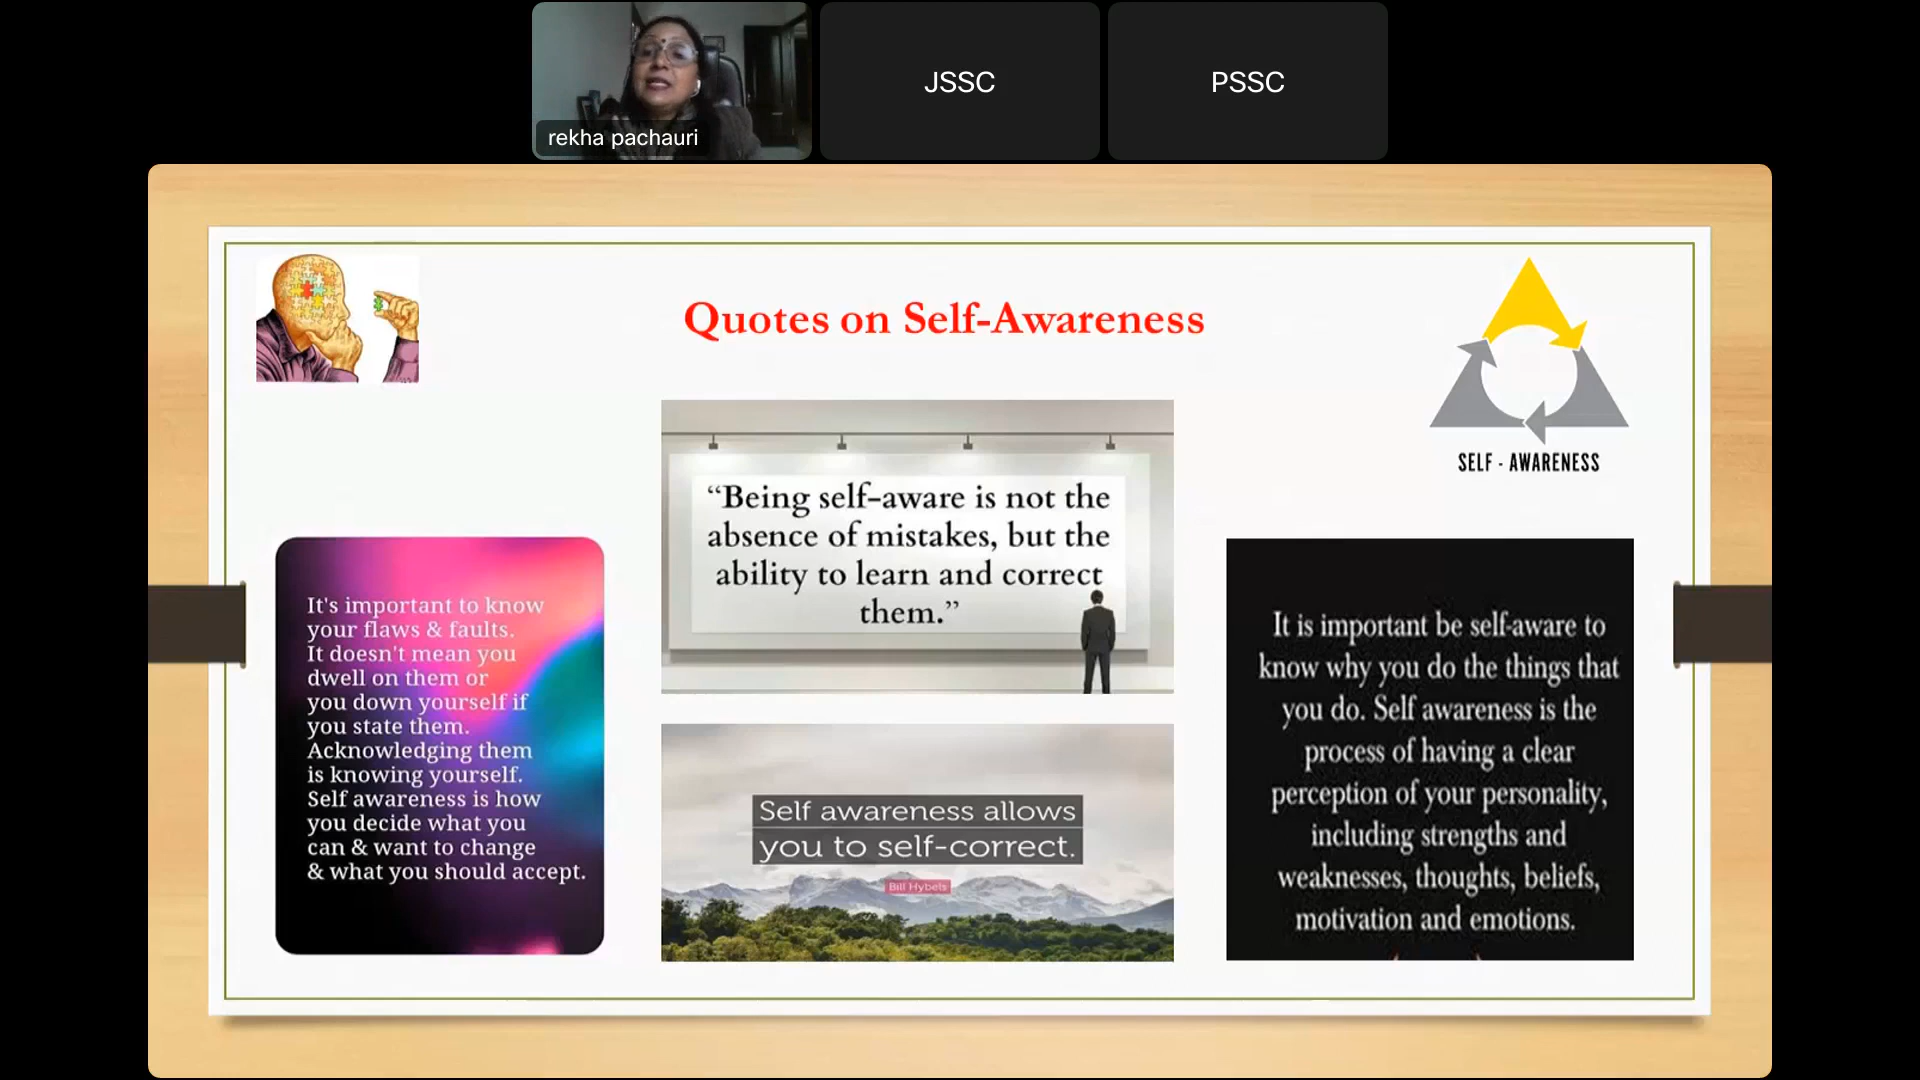 JSSC
PSSC
rekha pachauri
Quotes on Self-Awareness
SELF - AWARENESS
“Being self-aware is not the
absence of mistakes, but the
ability to learn and correct
them.”
It's important to know
your flaws & faults.
It doesn't mean you
dwell on them or
you down yourself if
you state them.
Acknowledging them
is knowing yourself.
Self awareness is how
you decide what you
can & want to change
& what you should accept.
Self awareness allows
you to self-correct.
Bill Hybels
It is important be self-aware to
know why you do the things that
you do. Self awareness is the
process of having a clear
perception of your personality,
including strengths and
weaknesses, thoughts, beliefs,
motivation and emotions.